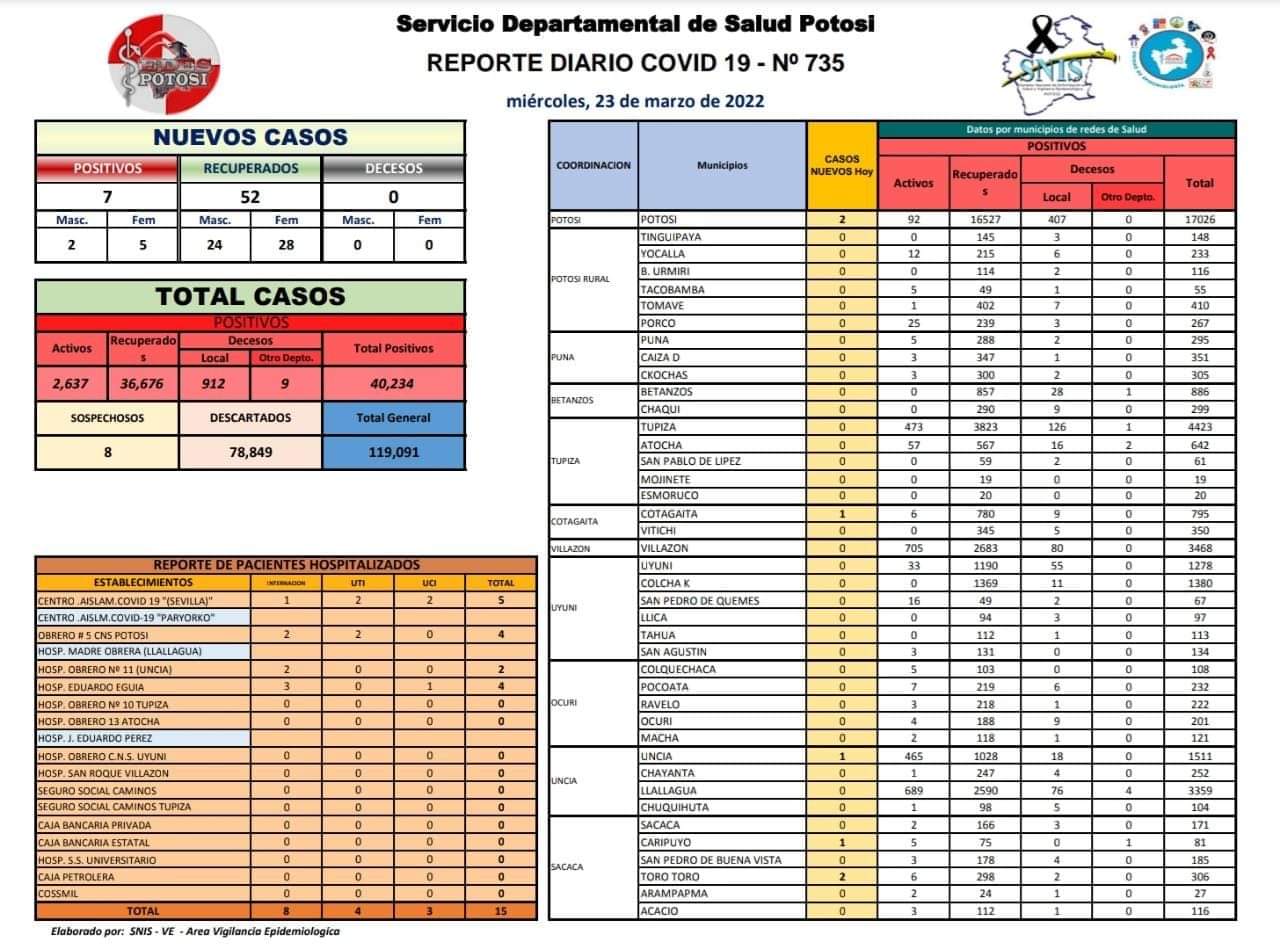 Servicio Departamental de Salud Potosi
REPORTE DIARIO COVID 19 - Nº 735
miércoles, 23 de marzo de 2022
SEDES
POTOSI
SNIS
NUEVOS CASOS
POSITIVOS RECUPERADOS DECESOS
7 52 0
Masc. Fem Masc. Fem Masc. Fem
2 5 24 28 0 0
TOTAL CASOS
POSITIVOS
Activos Recuperados Decesos Total Positivos
Local Otro Depto.
2,637 36,676 912 9 40,234
SOSPECHOSOS DESCARTADOS Total General
8 78,849 119,091
REPORTE DE PACIENTES HOSPITALIZADOS
ESTABLECIMIENTOS INTERNACION UTI UCI TOTAL
CENTRO .AISLAM.COVID 19 "(SEVILLA)" 1 2 2 5
CENTRO .AISLM.COVID-19 "PARYORKO"
OBRERO # 5 CNS POTOSI 2 2 0 4
HOSP. MADRE OBRERA (LLALLAGUA)
HOSP. OBRERO Nº 11 (UNCIA) 2 0 0 2
HOSP. EDUARDO EGUIA 3 0 1 4
HOSP. OBRERO Nº 10 TUPIZA 0 0 0 0
HOSP. OBRERO 13 ATOCHA 0 0 0 0
HOSP. J. EDUARDO PEREZ
HOSP. OBRERO C.N.S. UYUNI 0 0 0 0
HOSP. SAN ROQUE VILLAZON 0 0 0 0
SEGURO SOCIAL CAMINOS 0 0 0 0
SEGURO SOCIAL CAMINOS TUPIZA 0 0 0 0
CAJA BANCARIA PRIVADA 0 0 0 0
CAJA BANCARIA ESTATAL 0 0 0 0
HOSP. S.S. UNIVERSITARIO 0 0 0 0
CAJA PETROLERA 0 0 0 0
COSSMIL 0 0 0 0
TOTAL 8 4 3 15
Elaborado por: SNIS - VE - Area Vigilancia Epidemiologica
Datos por municipios de redes de Salud
COORDINACION Municipios CASOS NUEVOS Hoy POSITIVOS
Activos Recuperados Decesos Total
Local Otro Depto.
POTOSI POTOSI 2 92 16527 407 0 17026
POTOSI RURAL TINGUIPAYA 0 0 145 3 0 148
YOCALLA 0 12 215 6 0 233
B. URMIRI 0 0 114 2 0 116
TACOBAMBA 0 5 49 1 0 55
TOMAVE 0 1 402 7 0 410
PORCO 0 25 239 3 0 267
PUNA PUNA 0 5 288 2 0 295
CAIZA D 0 3 347 1 0 351
CKOCHAS 0 3 300 2 0 305
BETANZOS BETANZOS 0 0 857 28 1 886
CHAQUI 0 0 290 9 0 299
TUPIZA TUPIZA 0 473 3823 126 1 4423
ATOCHA 0 57 567 16 2 642
SAN PABLO DE LIPEZ 0 0 59 2 0 61
MOJINETE 0 0 19 0 0 19
ESMORUCO 0 0 20 0 0 20
COTAGAITA COTAGAITA 1 6 780 9 0 795
VITICHI 0 0 345 5 0 350
VILLAZON VILLAZON 0 705 2683 80 0 3468
UYUNI UYUNI 0 33 1190 55 0 1278
COLCHA K 0 0 1369 11 0 1380
SAN PEDRO DE QUEMES 0 16 49 2 0 67
LLICA 0 0 94 3 0 97
TAHUA 0 0 112 1 0 113
SAN AGUSTIN 0 3 131 0 0 134
OCURI COLQUECHACA 0 5 103 0 0 108
POCOATA 0 7 219 6 0 232
RAVELO 0 3 218 1 0 222
OCURI 0 4 188 9 0 201
MACHA 0 2 118 1 0 121
UNCIA UNCIA 1 465 1028 18 0 1511
CHAYANTA 0 1 247 4 0 252
LLALLAGUA 0 689 2590 76 4 3359
CHUQUIHUTA 0 1 98 5 0 104
SACACA SACACA 0 2 166 3 0 171
CARIPUYO 1 5 75 0 1 81
SAN PEDRO DE BUENA VISTA 0 3 178 4 0 185
TORO TORO 2 6 298 2 0 306
ARAMPAPMA 0 2 24 1 0 27
ACACIO 0 3 112 1 0 116